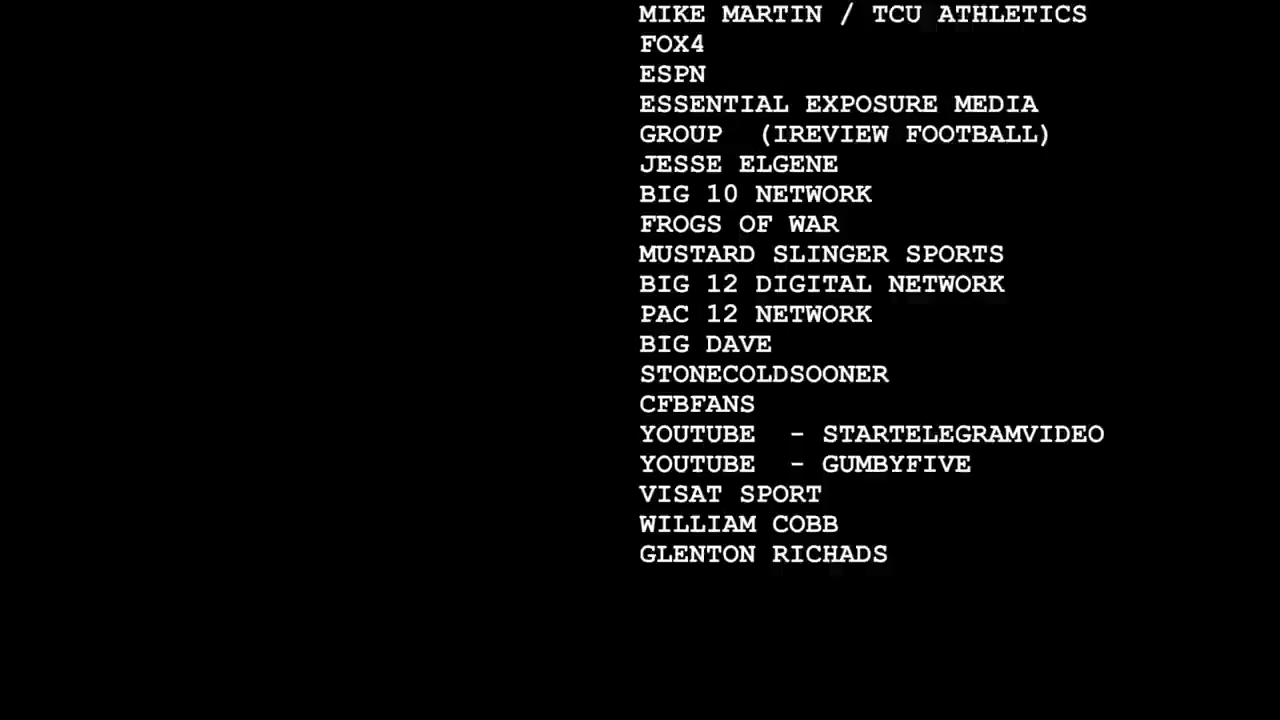 MIKE MARTIN / TCU ATHLETICS
FOX4
ESPN
ESSENTIAL EXPOSURE MEDIA
GROUP  (IREVIEW FOOTBALL)
JESSE ELGENE
BIG 10 NETWORK
FROGS OF WAR
MUSTARD SLINGER SPORTS
BIG 12 DIGITAL NETWORK
PAC 12 NETWORK
BIG DAVE
STONECOLDSOONER
CFBFANS
YOUTUBE  - STARTELEGRAMVIDEO
YOUTUBE  - GUMBYFIVE
VISAT SPORT
WILLIAM COBB
GLENTON RICHADS